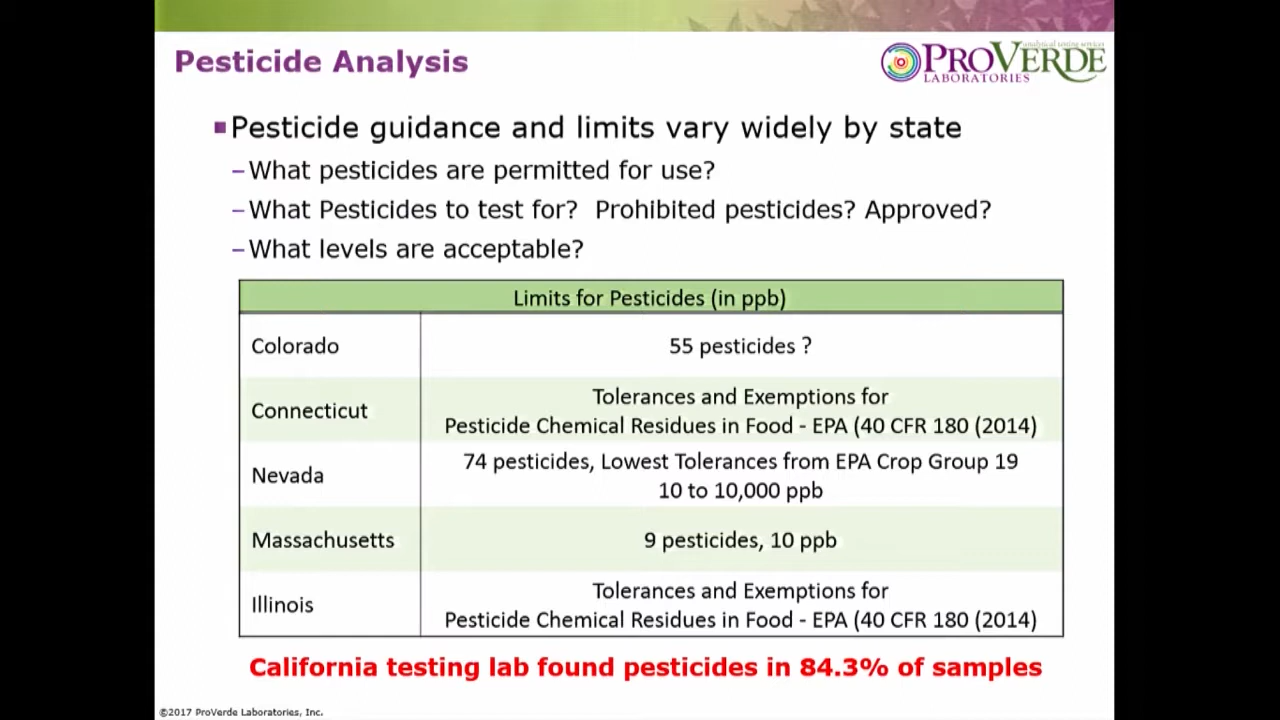 Pesticide Analysis
analytical testing services
PROVERDE
LABORATORIES
Pesticide guidance and limits vary widely by state
–What pesticides are permitted for use?
–What Pesticides to test for? Prohibited pesticides? Approved?
–What levels are acceptable?
Limits for Pesticides (in ppb)
Colorado
55 pesticides ?
Connecticut
Tolerances and Exemptions for
Pesticide Chemical Residues in Food - EPA (40 CFR 180 (2014)
Nevada
74 pesticides, Lowest Tolerances from EPA Crop Group 19
10 to 10,000 ppb
Massachusetts
9 pesticides, 10 ppb
Illinois
Tolerances and Exemptions for
Pesticide Chemical Residues in Food - EPA (40 CFR 180 (2014)
California testing lab found pesticides in 84.3% of samples
©2017 ProVerde Laboratories, Inc.